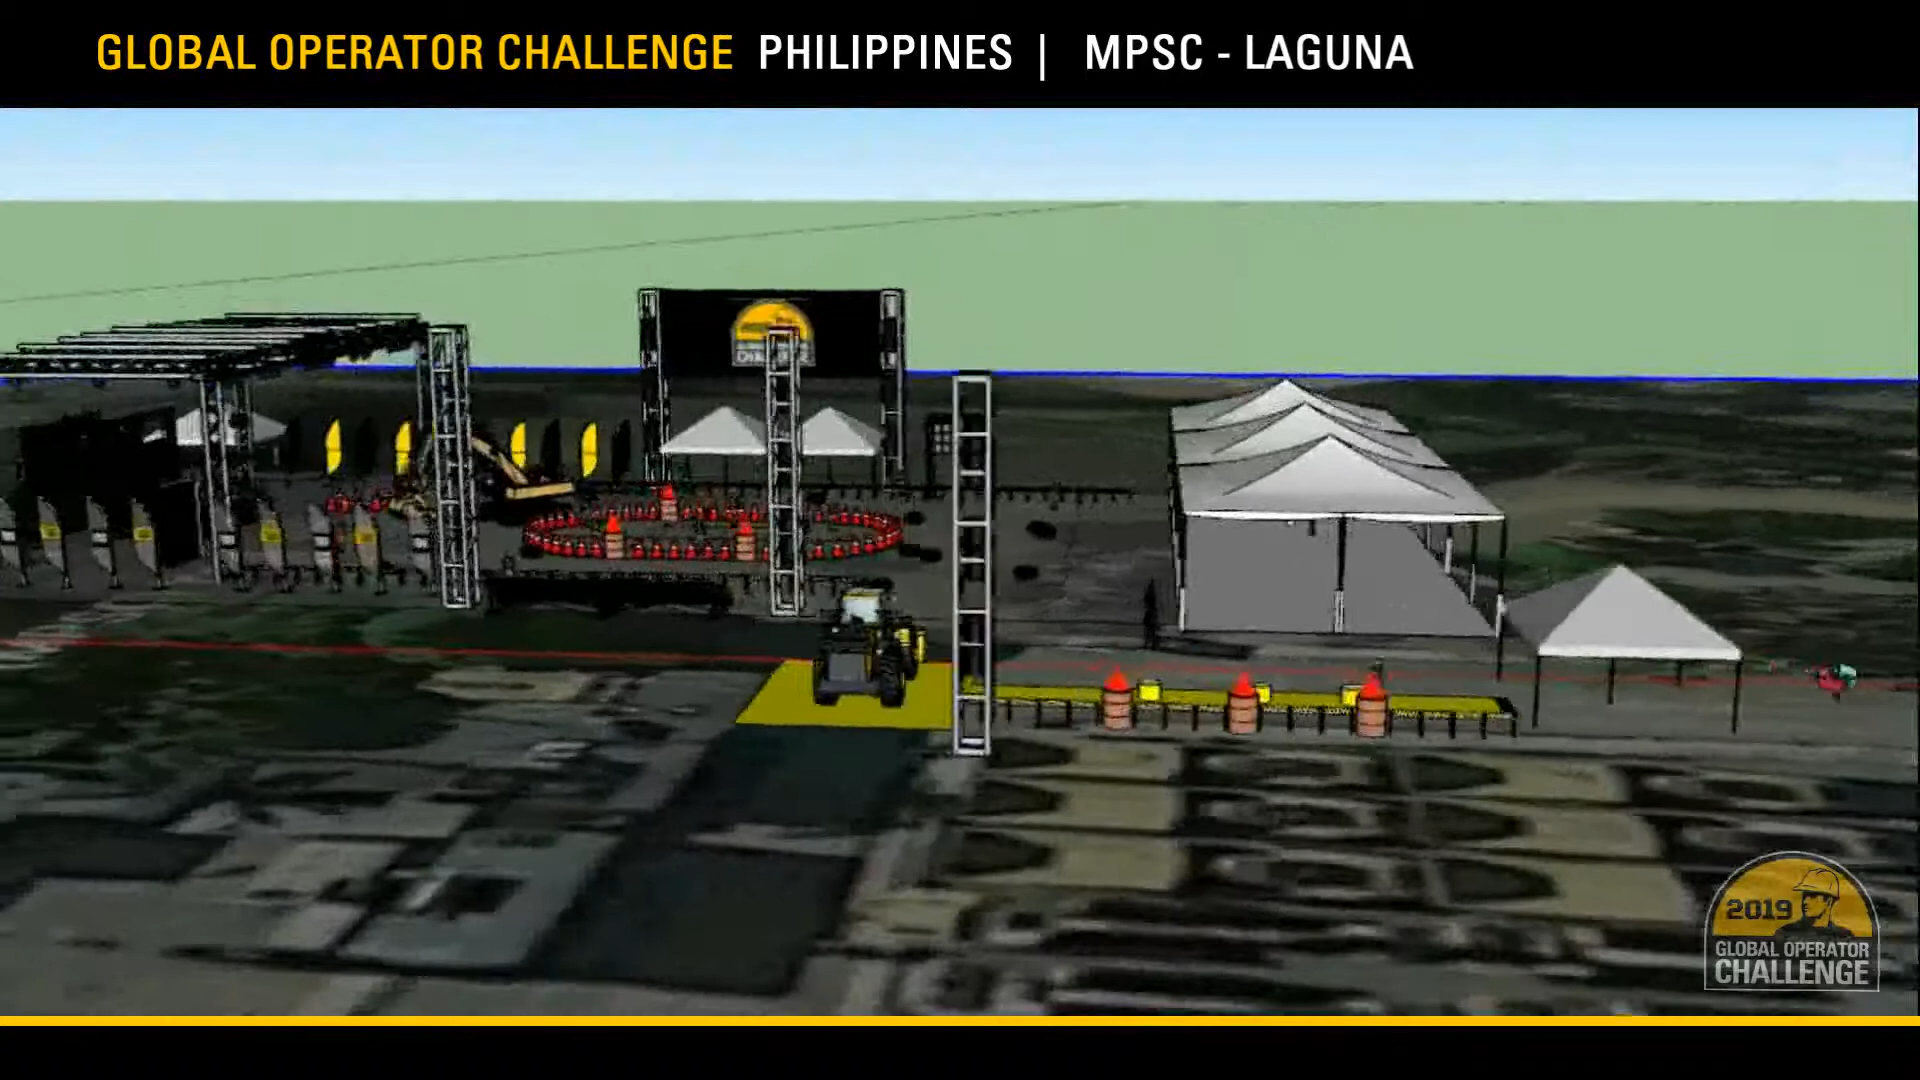 GLOBAL OPERATOR CHALLENGE PHILIPPINES | MPSC - LAGUNA
2019
GLOBAL OPERATOR
CHALLENGE